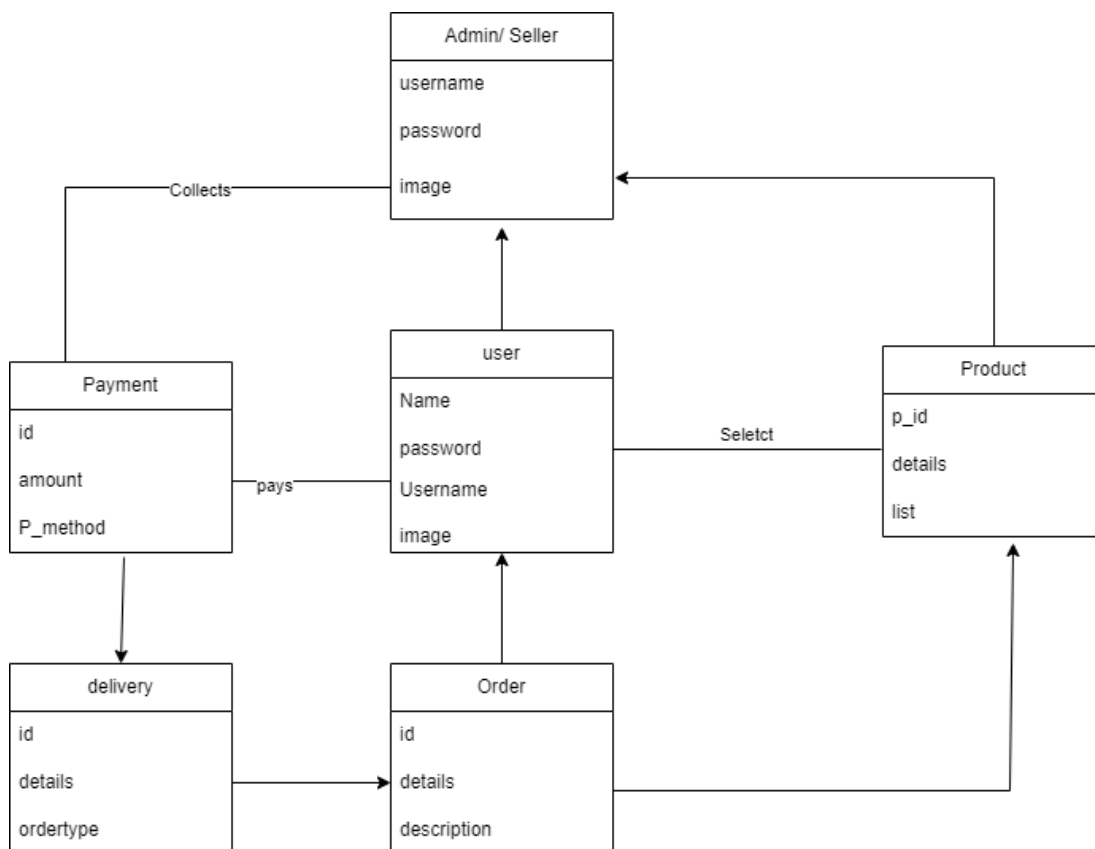 Admin/ Seller
username
password
image
Collects
user
Name
password
Username
image
Payment
id
amount
P_method
pays
Seletct
Product
p_id
details
list
delivery
id
details
ordertype
Order
id
details
description